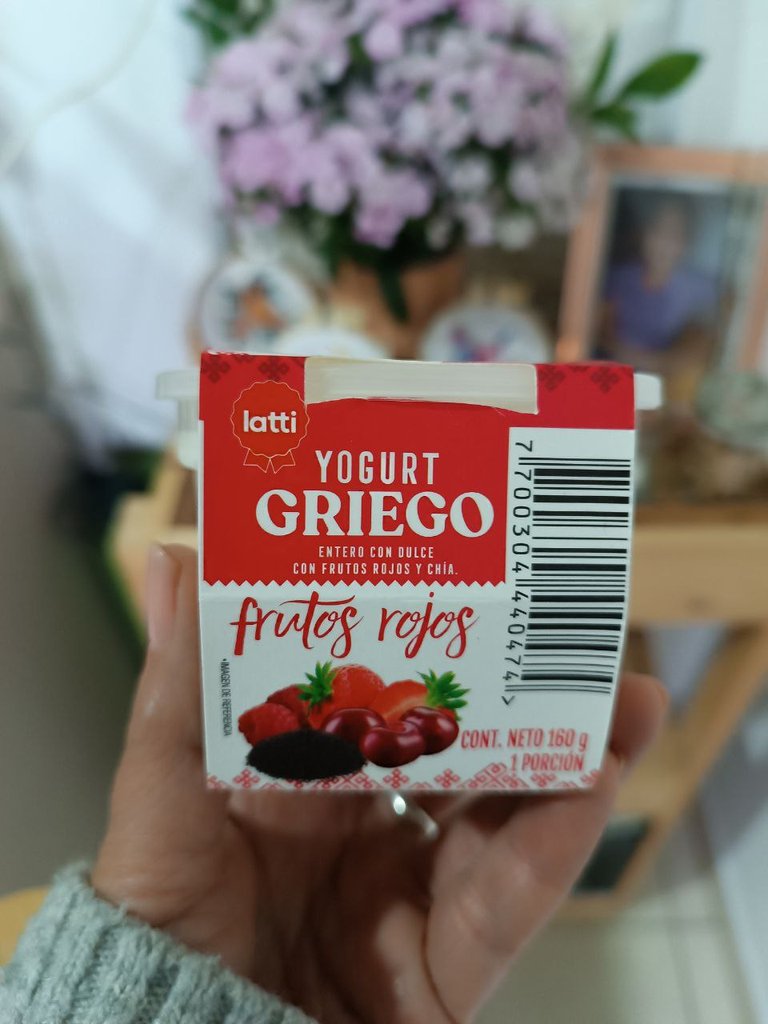 latti
YOGURT
GRIEGO
ENTERO CON DULCE
CON FRUTOS ROJOS Y CHÍA.
frutos rojos
*IMAGEN DE REFERENCIA
CONT. NETO 160 g
1 PORCIÓN
7 700304 440474 >